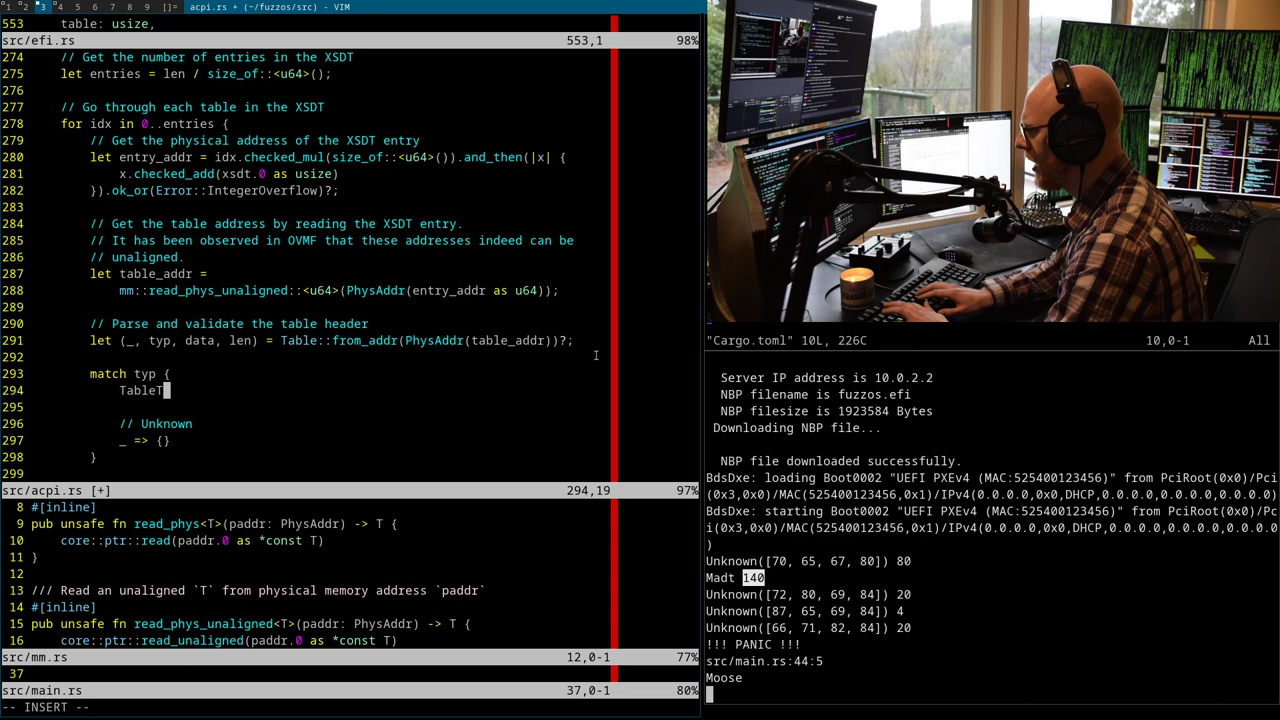 1 2 3 4 5 6 7 8 9 []= acpi.rs + (~/fuzzos/src) - VIM
553     table: usize,
src/efi.rs 553,1 98%
274     // Get the number of entries in the XSDT
275     let entries = len / size_of::<u64>();
276
277     // Go through each table in the XSDT
278     for idx in 0..entries {
279         // Get the physical address of the XSDT entry
280         let entry_addr = idx.checked_mul(size_of::<u64>()).and_then(|x| {
281             x.checked_add(xsdt.0 as usize)
282         }).ok_or(Error::IntegerOverflow)?;
283
284         // Get the table address by reading the XSDT entry.
285         // It has been observed in OVMF that these addresses indeed can be
286         // unaligned.
287         let table_addr =
288             mm::read_phys_unaligned::<u64>(PhysAddr(entry_addr as u64));
289
290         // Parse and validate the table header
291         let (_, typ, data, len) = Table::from_addr(PhysAddr(table_addr))?;
292
293         match typ {
294             TableT
295
296             // Unknown
297             _ => {}
298         }
299
src/acpi.rs [+] 294,19 97%
8 #[inline]
9 pub unsafe fn read_phys<T>(paddr: PhysAddr) -> T {
10     core::ptr::read(paddr.0 as *const T)
11 }
12
13 /// Read an unaligned `T` from physical memory address `paddr`
14 #[inline]
15 pub unsafe fn read_phys_unaligned<T>(paddr: PhysAddr) -> T {
16     core::ptr::read_unaligned(paddr.0 as *const T)
src/mm.rs 12,0-1 77%
37
src/main.rs 37,0-1 80%
-- INSERT --
"Cargo.toml" 10L, 226C 10,0-1 All
Server IP address is 10.0.2.2
NBP filename is fuzzos.efi
NBP filesize is 1923584 Bytes
Downloading NBP file...
NBP file downloaded successfully.
BdsDxe: loading Boot0002 "UEFI PXEv4 (MAC:525400123456)" from PciRoot(0x0)/Pci
(0x3,0x0)/MAC(525400123456,0x1)/IPv4(0.0.0.0,0x0,DHCP,0.0.0.0,0.0.0.0,0.0.0.0)
BdsDxe: starting Boot0002 "UEFI PXEv4 (MAC:525400123456)" from PciRoot(0x0)/Pc
i(0x3,0x0)/MAC(525400123456,0x1)/IPv4(0.0.0.0,0x0,DHCP,0.0.0.0,0.0.0.0,0.0.0.0
)
Unknown([70, 65, 67, 80]) 80
Madt 140
Unknown([72, 80, 69, 84]) 20
Unknown([87, 65, 69, 84]) 4
Unknown([66, 71, 82, 84]) 20
!!! PANIC !!!
src/main.rs:44:5
Moose